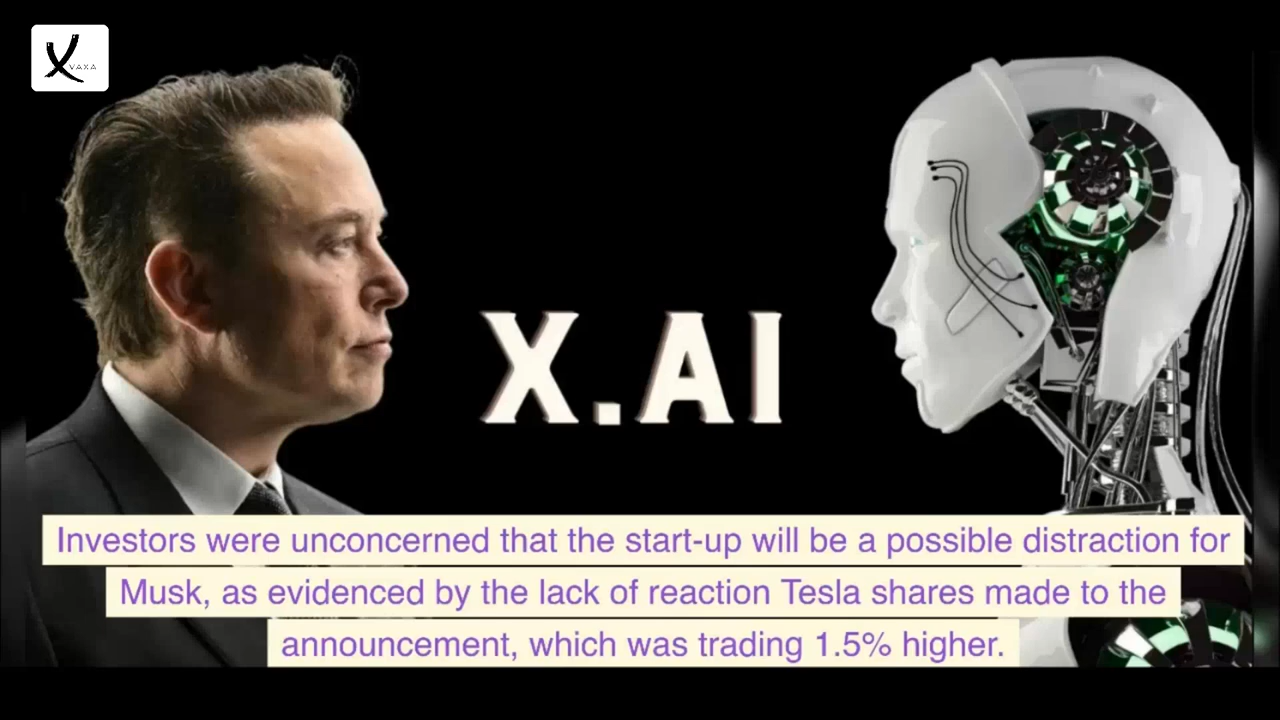 X VAXA
X.AI
Investors were unconcerned that the start-up will be a possible distraction for
Musk, as evidenced by the lack of reaction Tesla shares made to the
announcement, which was trading 1.5% higher.